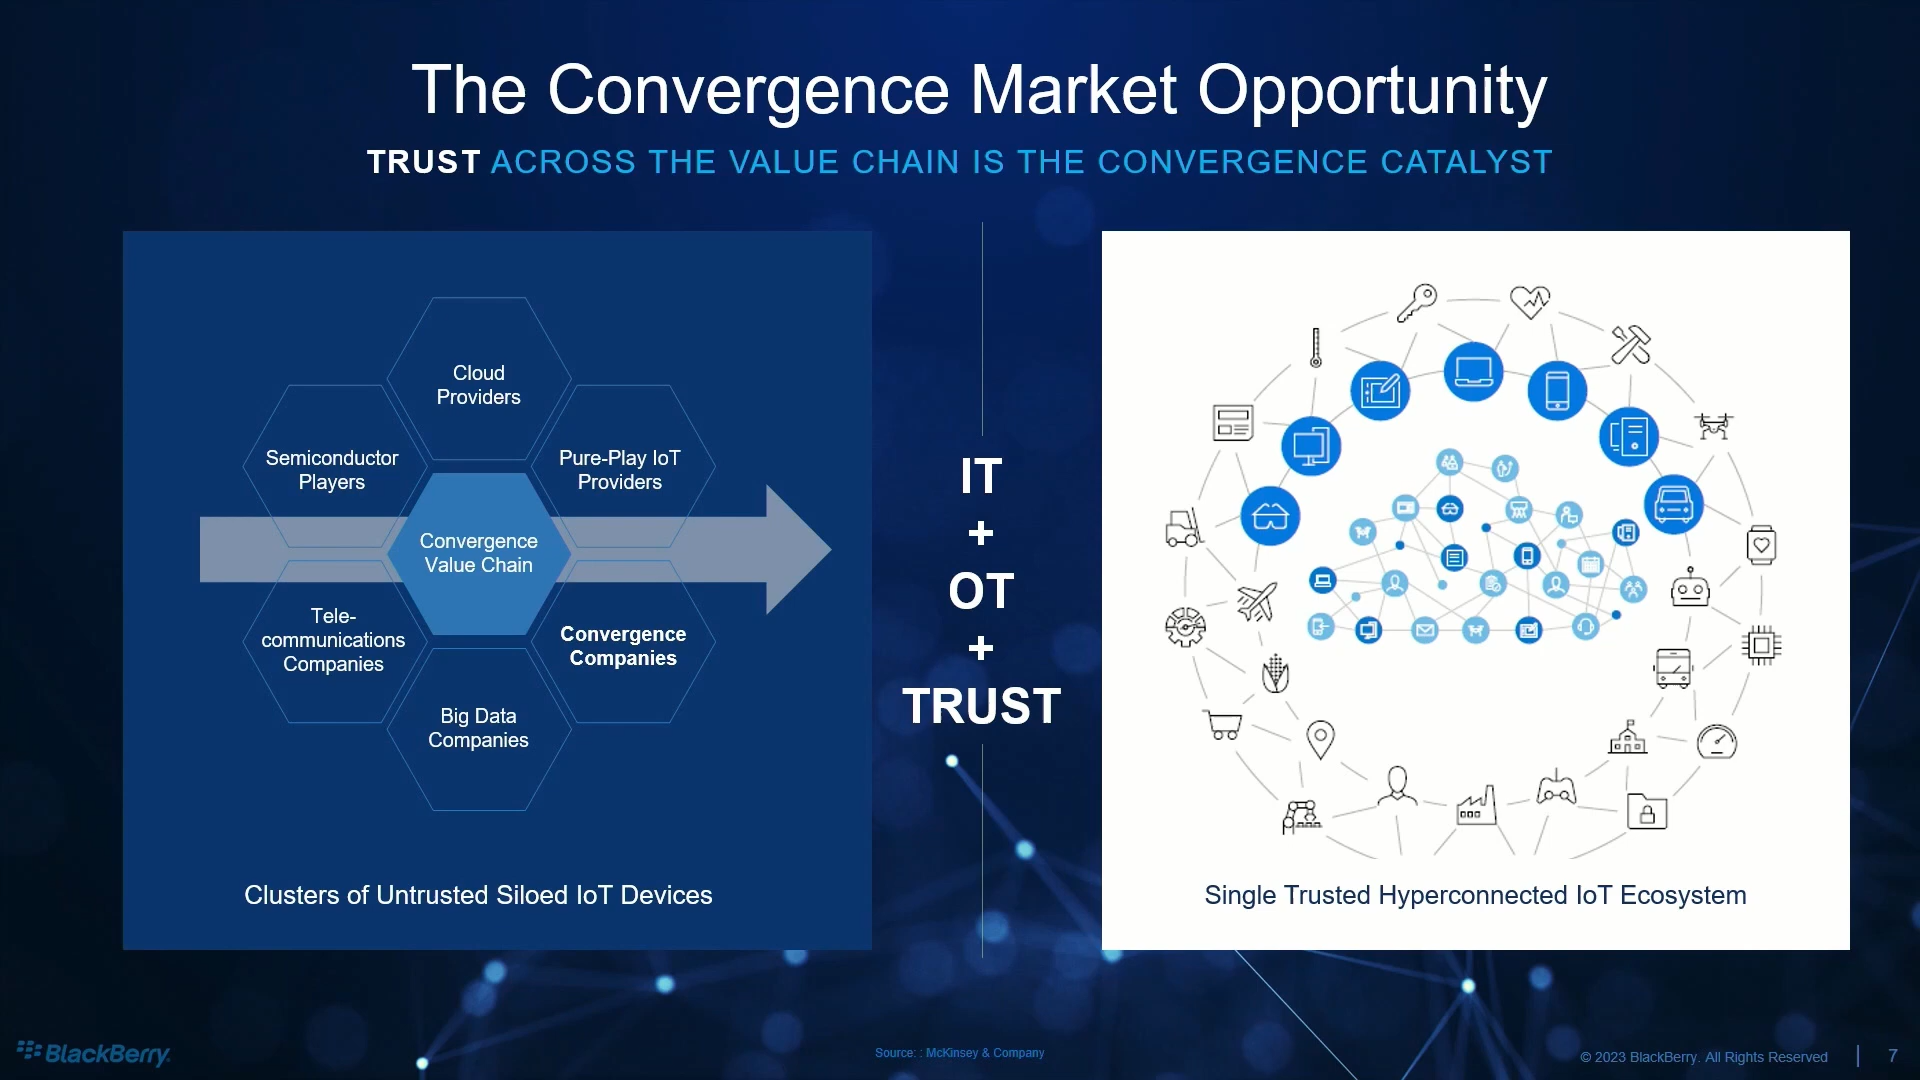 The Convergence Market Opportunity
TRUST ACROSS THE VALUE CHAIN IS THE CONVERGENCE CATALYST
Cloud
Providers
Semiconductor
Players
Pure-Play IoT
Providers
Convergence
Value Chain
Tele-
communications
Companies
Convergence
Companies
Big Data
Companies
Clusters of Untrusted Siloed IoT Devices
IT
+
OT
+
TRUST
Single Trusted Hyperconnected IoT Ecosystem
BlackBerry
Source: : McKinsey & Company
© 2023 BlackBerry. All Rights Reserved
7